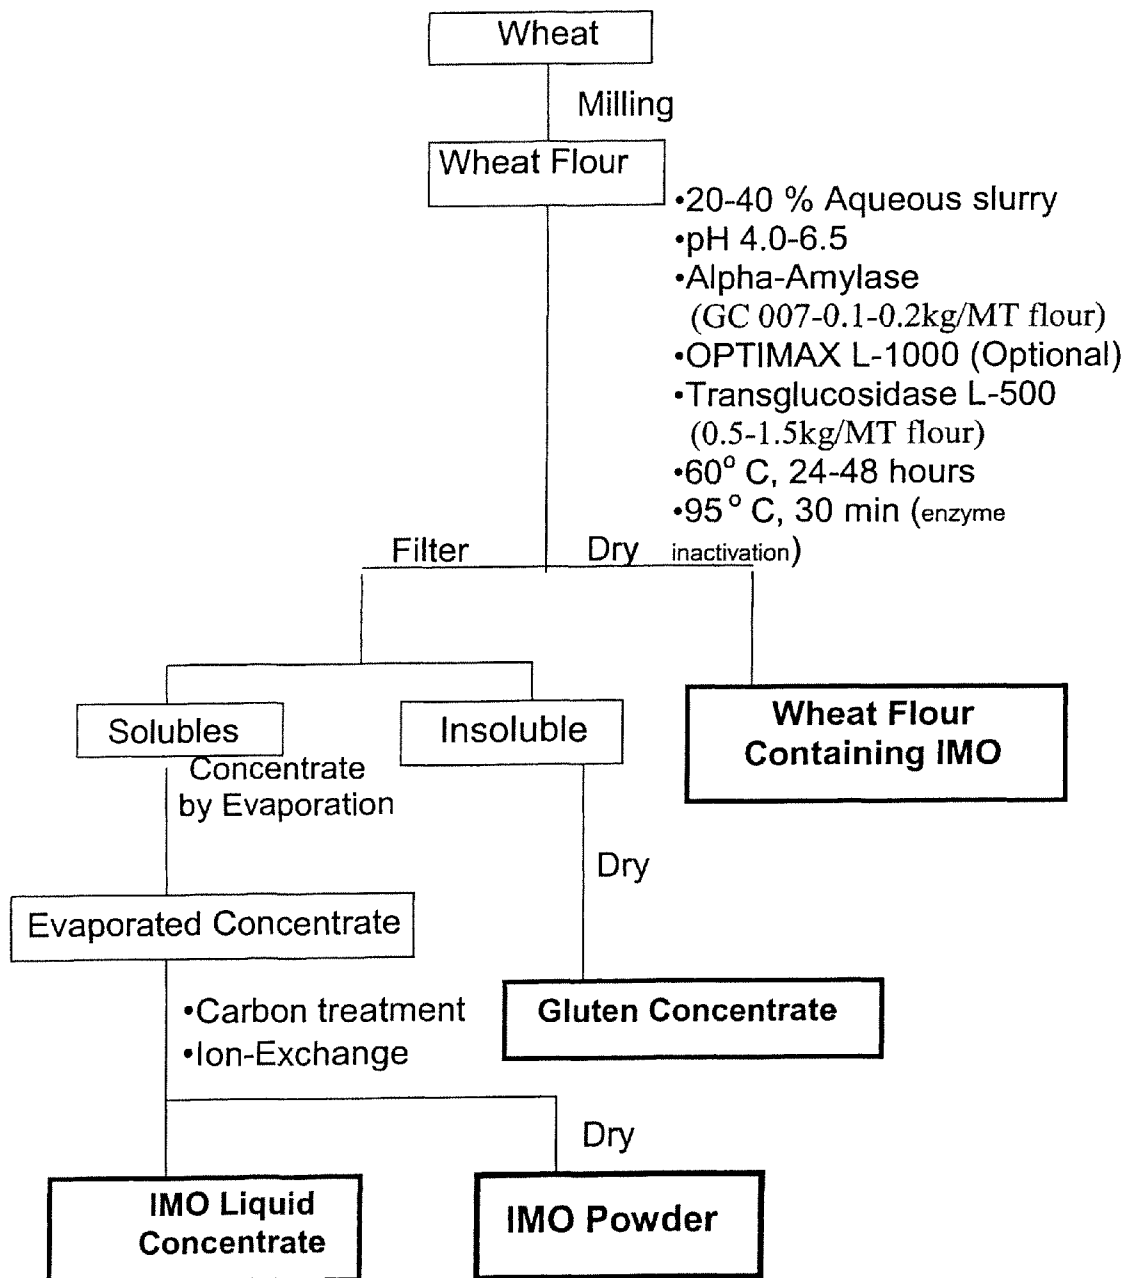 Wheat
Milling
Wheat Flour
•20-40 % Aqueous slurry
•pH 4.0-6.5
•Alpha-Amylase
(GC 007-0.1-0.2kg/MT flour)
•OPTIMAX L-1000 (Optional)
•Transglucosidase L-500
(0.5-1.5kg/MT flour)
•60° C, 24-48 hours
•95° C, 30 min (enzyme
inactivation)
Filter
Dry
Solubles
Insoluble
Wheat Flour
Containing IMO
Concentrate
by Evaporation
Dry
Evaporated Concentrate
Gluten Concentrate
•Carbon treatment
•Ion-Exchange
Dry
IMO Liquid
Concentrate
IMO Powder